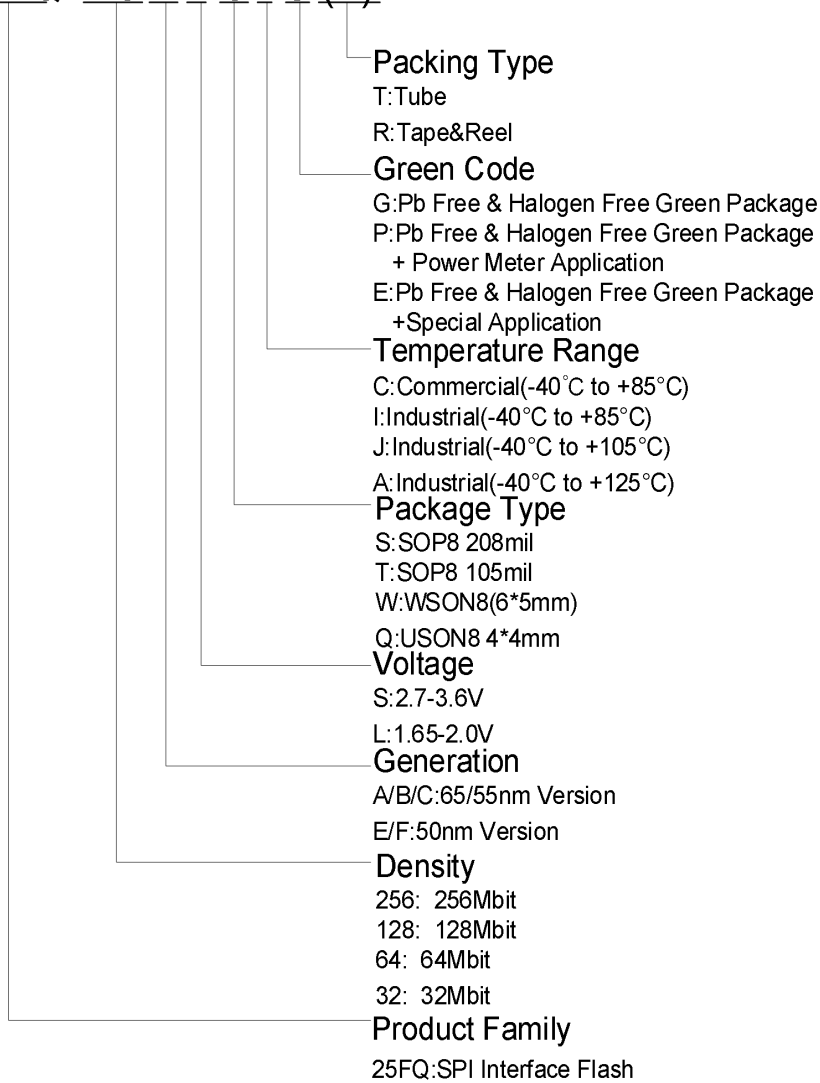 Packing Type
T:Tube
R:Tape&Reel
Green Code
G:Pb Free & Halogen Free Green Package
P:Pb Free & Halogen Free Green Package
+ Power Meter Application
E:Pb Free & Halogen Free Green Package
+Special Application
Temperature Range
C:Commercial(-40°C to +85°C)
I:Industrial(-40°C to +85°C)
J:Industrial(-40°C to +105°C)
A:Industrial(-40°C to +125°C)
Package Type
S:SOP8 208mil
T:SOP8 105mil
W:WSON8(6*5mm)
Q:USON8 4*4mm
Voltage
S:2.7-3.6V
L:1.65-2.0V
Generation
A/B/C:65/55nm Version
E/F:50nm Version
Density
256: 256Mbit
128: 128Mbit
64: 64Mbit
32: 32Mbit
Product Family
25FQ:SPI Interface Flash